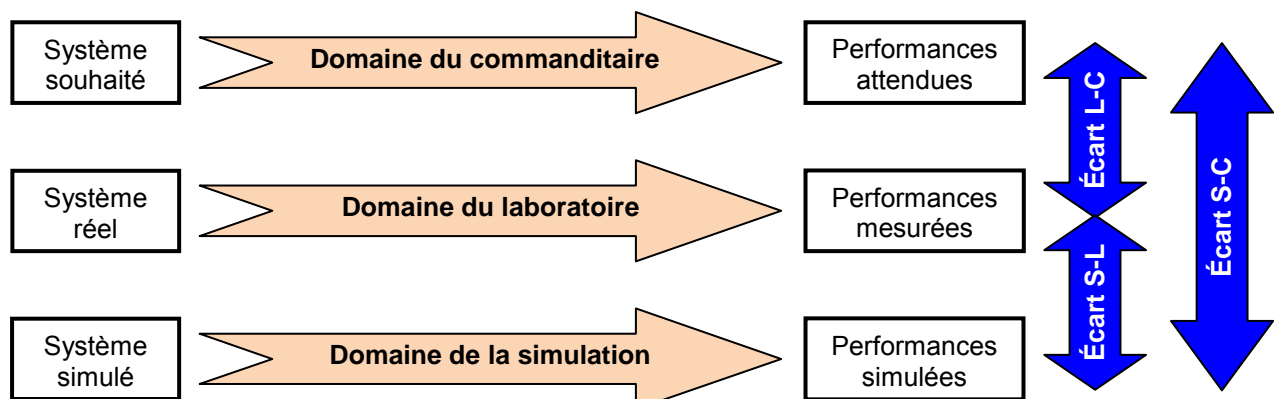 Système
souhaité
Domaine du commanditaire
Performances
attendues
Écart L-C
Écart S-C
Système
réel
Domaine du laboratoire
Performances
mesurées
Écart S-L
Système
simulé
Domaine de la simulation
Performances
simulées